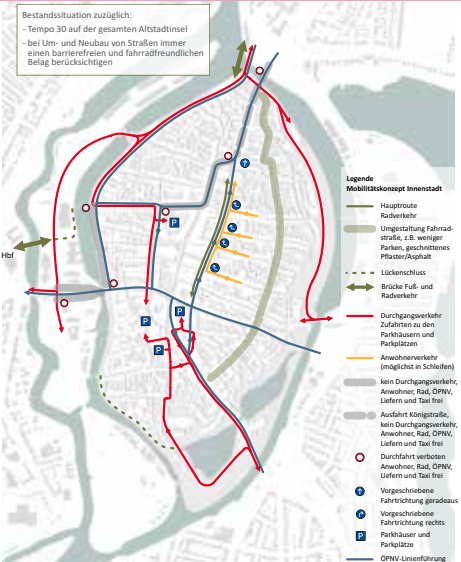 Bestandssituation zuzüglich:
- Tempo 30 auf der gesamten Altstadtinsel
- bei Um- und Neubau von Straßen immer
einen barrierefreien und fahrradfreundlichen
Belag berücksichtigen
Hbf
P
P
P
P
Legende
Mobilitätskonzept Innenstadt
Hauptroute
Radverkehr
Umgestaltung Fahrrad-
straße, z.B. weniger
Parken, geschnittenes
Pflaster/Asphalt
Lückenschluss
Brücke Fuß- und
Radverkehr
Durchgangsverkehr
Zufahrten zu den
Parkhäusern und
Parkplätzen
Anwohnerverkehr
(möglichst in Schleifen)
kein Durchgangsverkehr,
Anwohner, Rad, ÖPNV,
Liefern und Taxi frei
Ausfahrt Königstraße,
kein Durchgangsverkehr,
Anwohner, Rad, ÖPNV,
Liefern und Taxi frei
Durchfahrt verboten
Anwohner, Rad, ÖPNV,
Liefern und Taxi frei
Vorgeschriebene
Fahrtrichtung geradeaus
Vorgeschriebene
Fahrtrichtung rechts
P Parkhäuser und
Parkplätze
ÖPNV-Linienführung